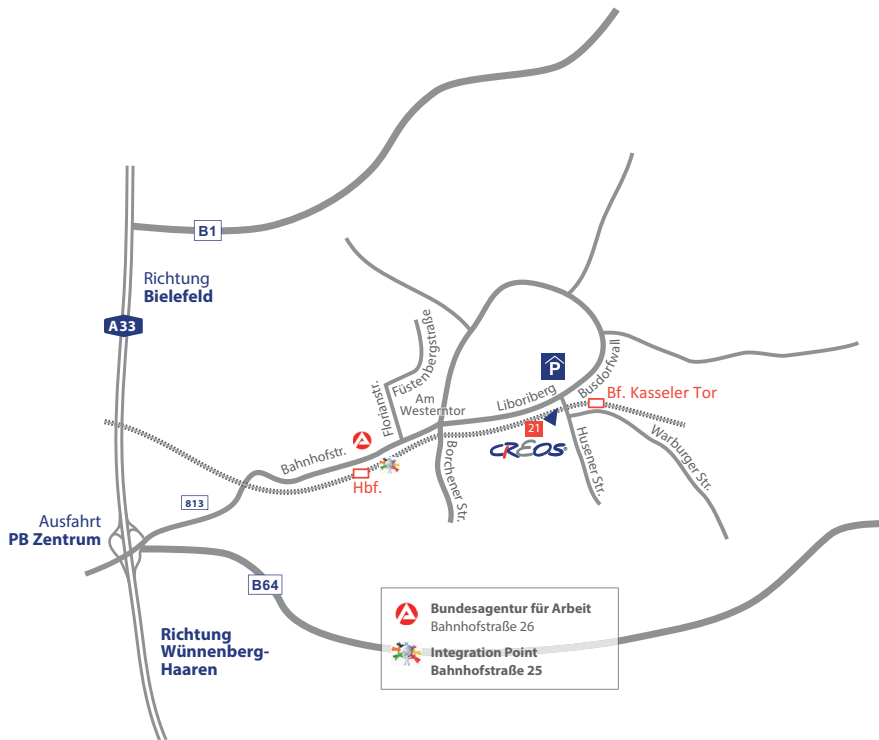 B1
Richtung
Bielefeld
A33
Füstenbergstraße
Florianstr.
Am
Westerntor
P
Liboriberg
Busdorfwall
Bf. Kasseler Tor
21
CREOS®
Bahnhofstr.
Hbf.
Borchener Str.
Husener Str.
Warburger Str.
813
Ausfahrt
PB Zentrum
B64
Richtung
Wünnenberg-
Haaren
Bundesagentur für Arbeit
Bahnhofstraße 26
Integration Point
Bahnhofstraße 25